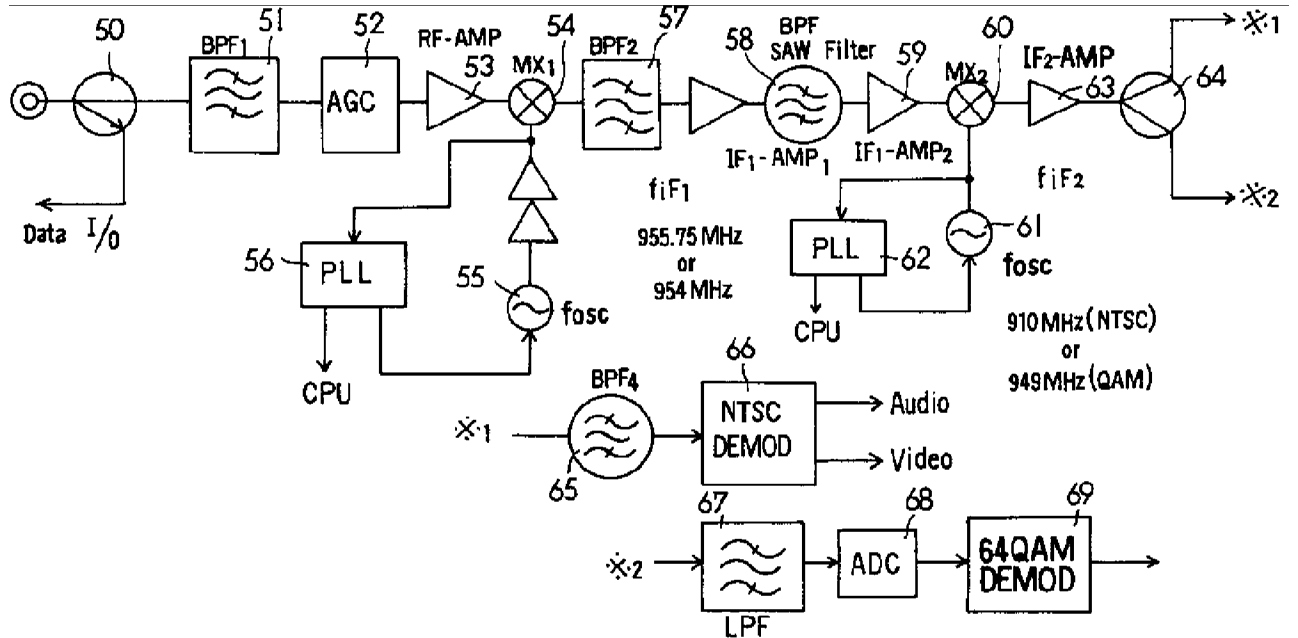 50
BPF1
51
52
AGC
RF-AMP
53
MX1
54
BPF2
57
58
BPF
SAW Filter
59
MX2
60
IF2-AMP
63
64
※1
※2
IF1-AMP1
IF1-AMP2
fiF1
fiF2
Data I/O
56
PLL
CPU
55
fosc
955.75 MHz
or
954 MHz
PLL
62
CPU
61
fosc
910 MHz (NTSC)
or
949 MHz (QAM)
※1
BPF4
65
66
NTSC
DEMOD
Audio
Video
※2
67
LPF
68
ADC
69
64QAM
DEMOD